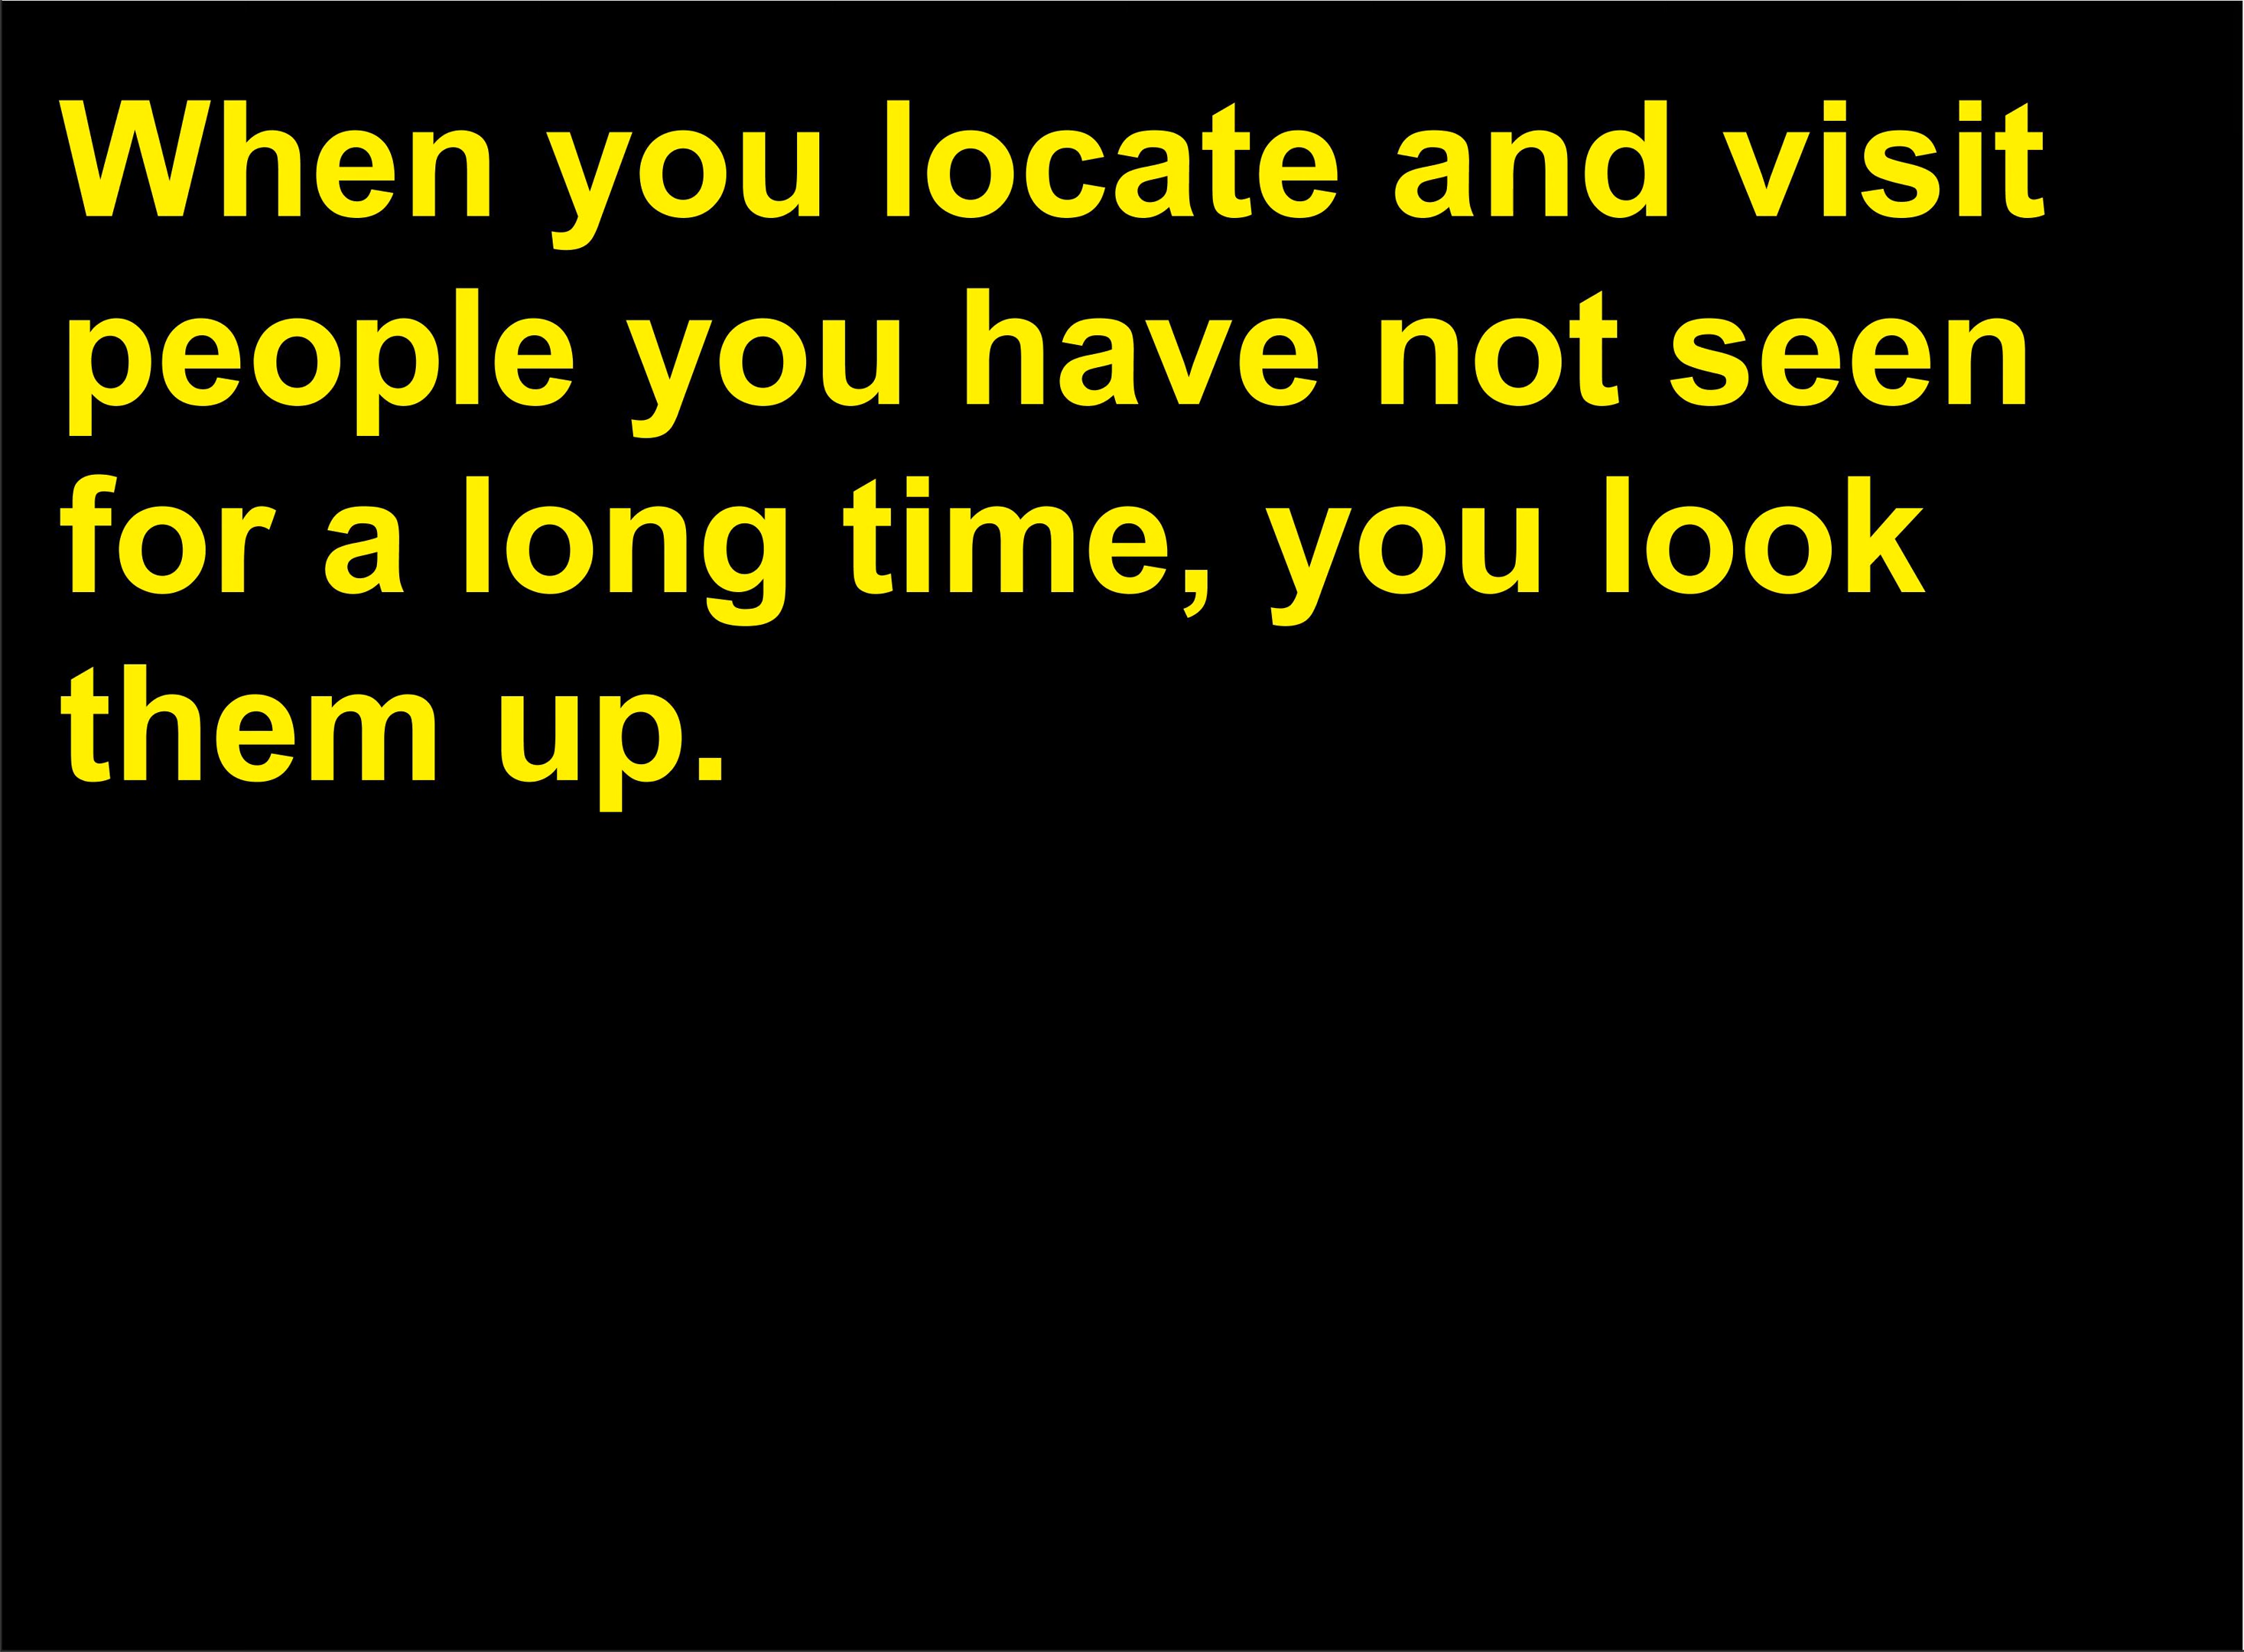 When you locate and visit
people you have not seen
for a long time, you look
them up.